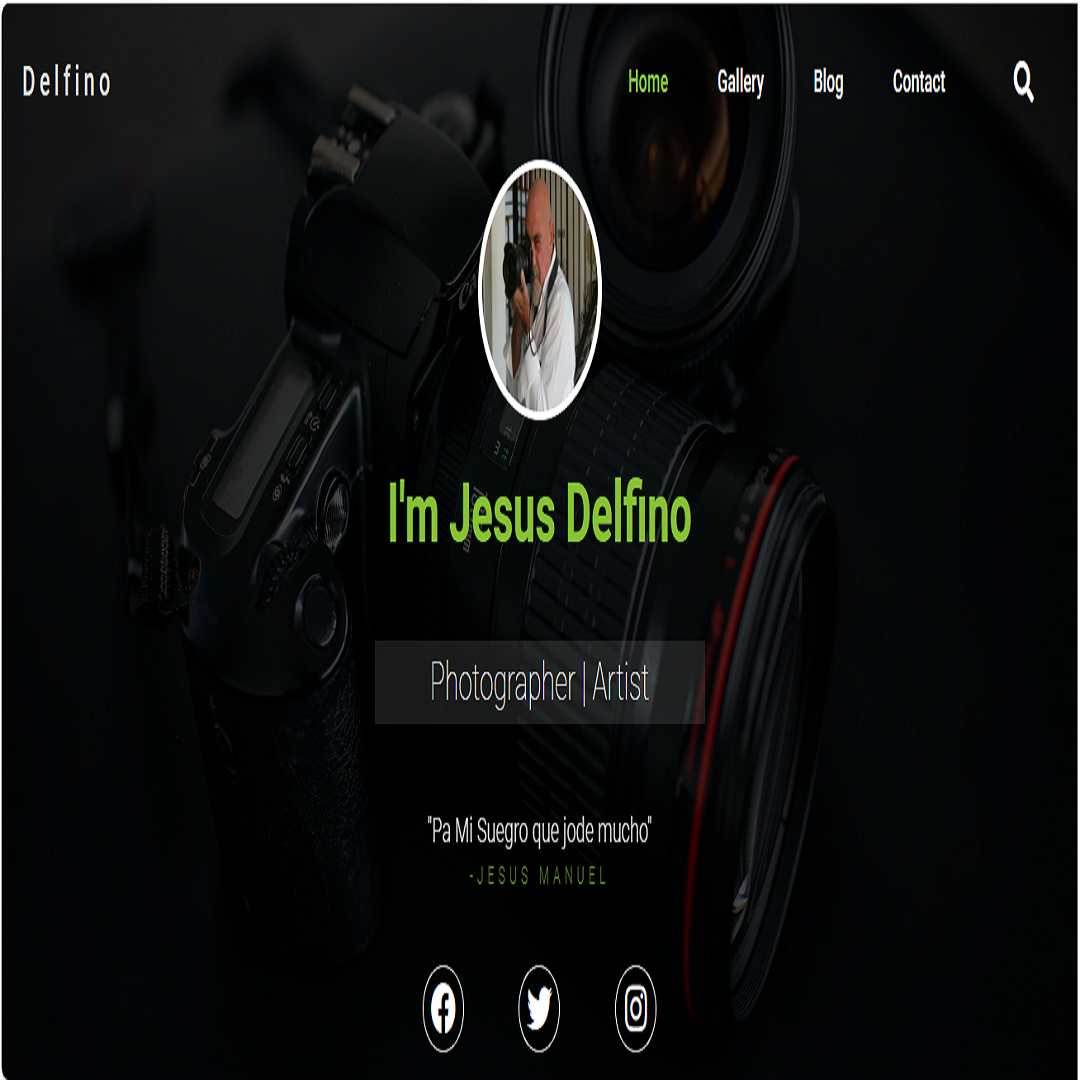 Delfino
Home Gallery Blog Contact
I'm Jesus Delfino
Photographer | Artist
"Pa Mi Suegro que jode mucho"
-JESUS MANUEL